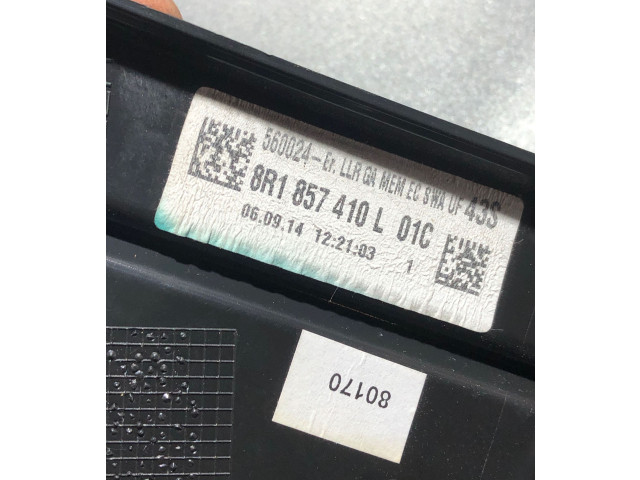 560024-Er. LLR GA MEM EC SWA UF 43S
8R1 857 410 L 01C
06.09.14 12:21:03 1
80170